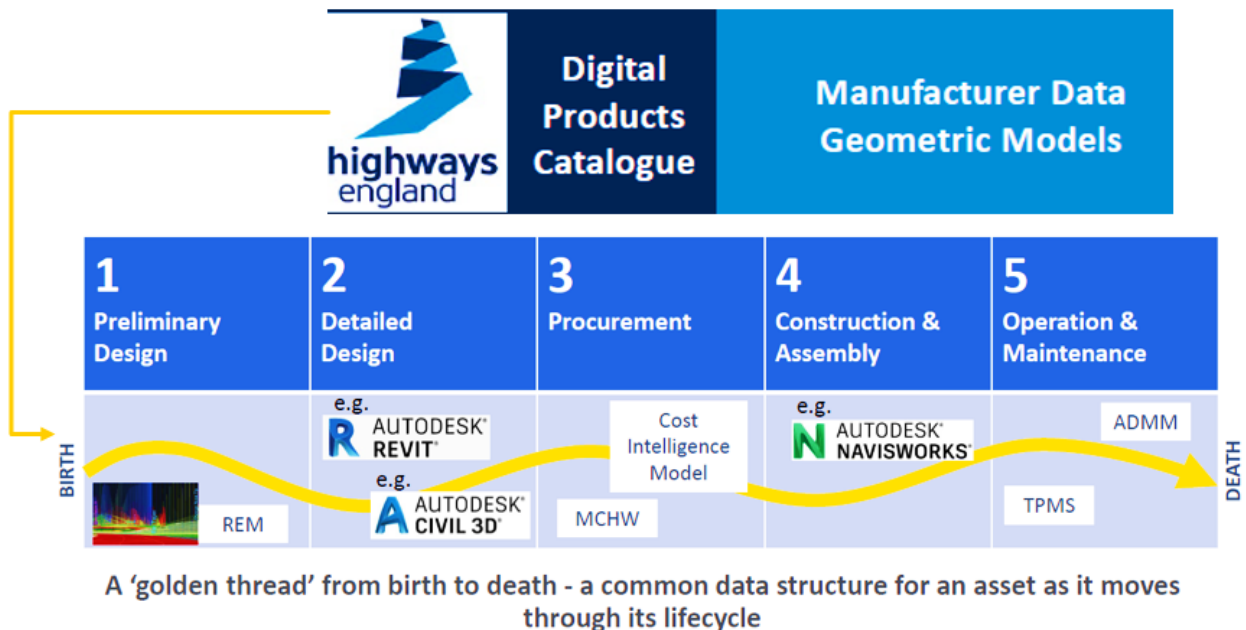 highways
england
Digital
Products
Catalogue
Manufacturer Data
Geometric Models
1
Preliminary
Design
2
Detailed
Design
3
Procurement
4
Construction &
Assembly
5
Operation &
Maintenance
BIRTH
REM
e.g.
R AUTODESK®
REVIT®
e.g.
A AUTODESK®
CIVIL 3D®
Cost
Intelligence
Model
MCHW
e.g.
N AUTODESK®
NAVISWORKS®
ADMM
TPMS
DEATH
A ‘golden thread’ from birth to death - a common data structure for an asset as it moves
through its lifecycle